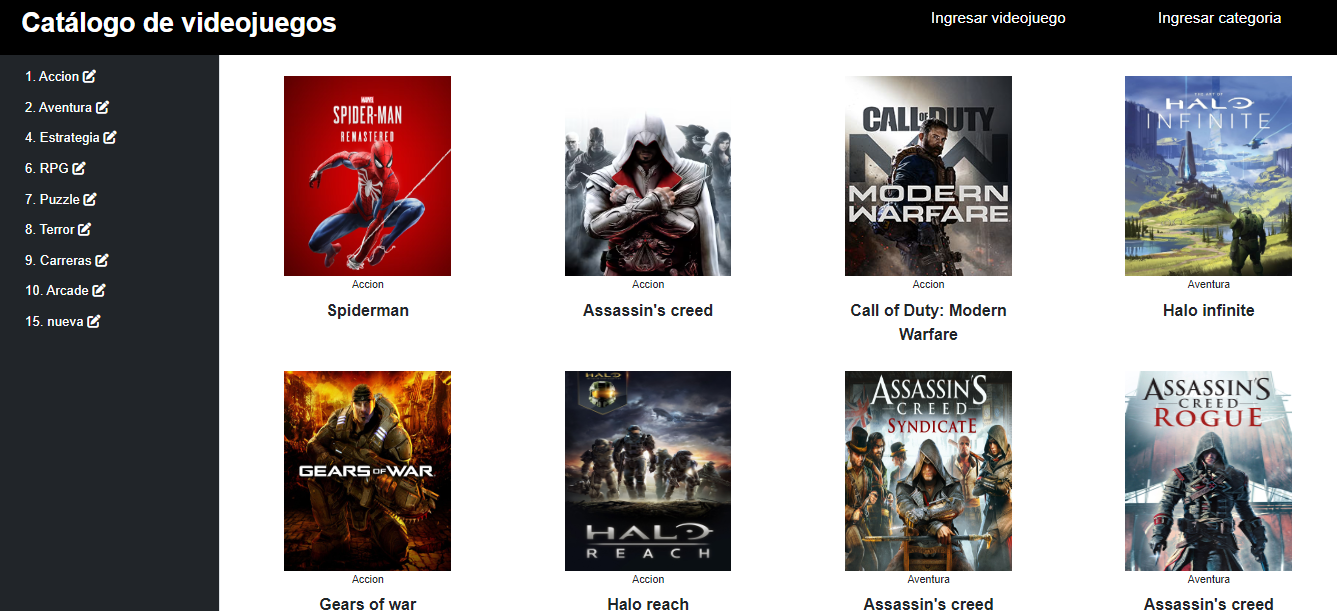 Catálogo de videojuegos
Ingresar videojuego
Ingresar categoria
1. Accion
2. Aventura
4. Estrategia
6. RPG
7. Puzzle
8. Terror
9. Carreras
10. Arcade
15. nueva
MARVEL
SPIDER-MAN
REMASTERED
Accion
Spiderman
Accion
Assassin's creed
CALL OF DUTY
MODERN
WARFARE
Accion
Call of Duty: Modern
Warfare
THE ART OF
HALO
INFINITE
Aventura
Halo infinite
GEARS OF WAR
Accion
Gears of war
HALO
HALO
REACH
Accion
Halo reach
ASSASSIN'S
CREED
SYNDICATE
Aventura
Assassin's creed
ASSASSIN'S
CREED
ROGUE
Aventura
Assassin's creed